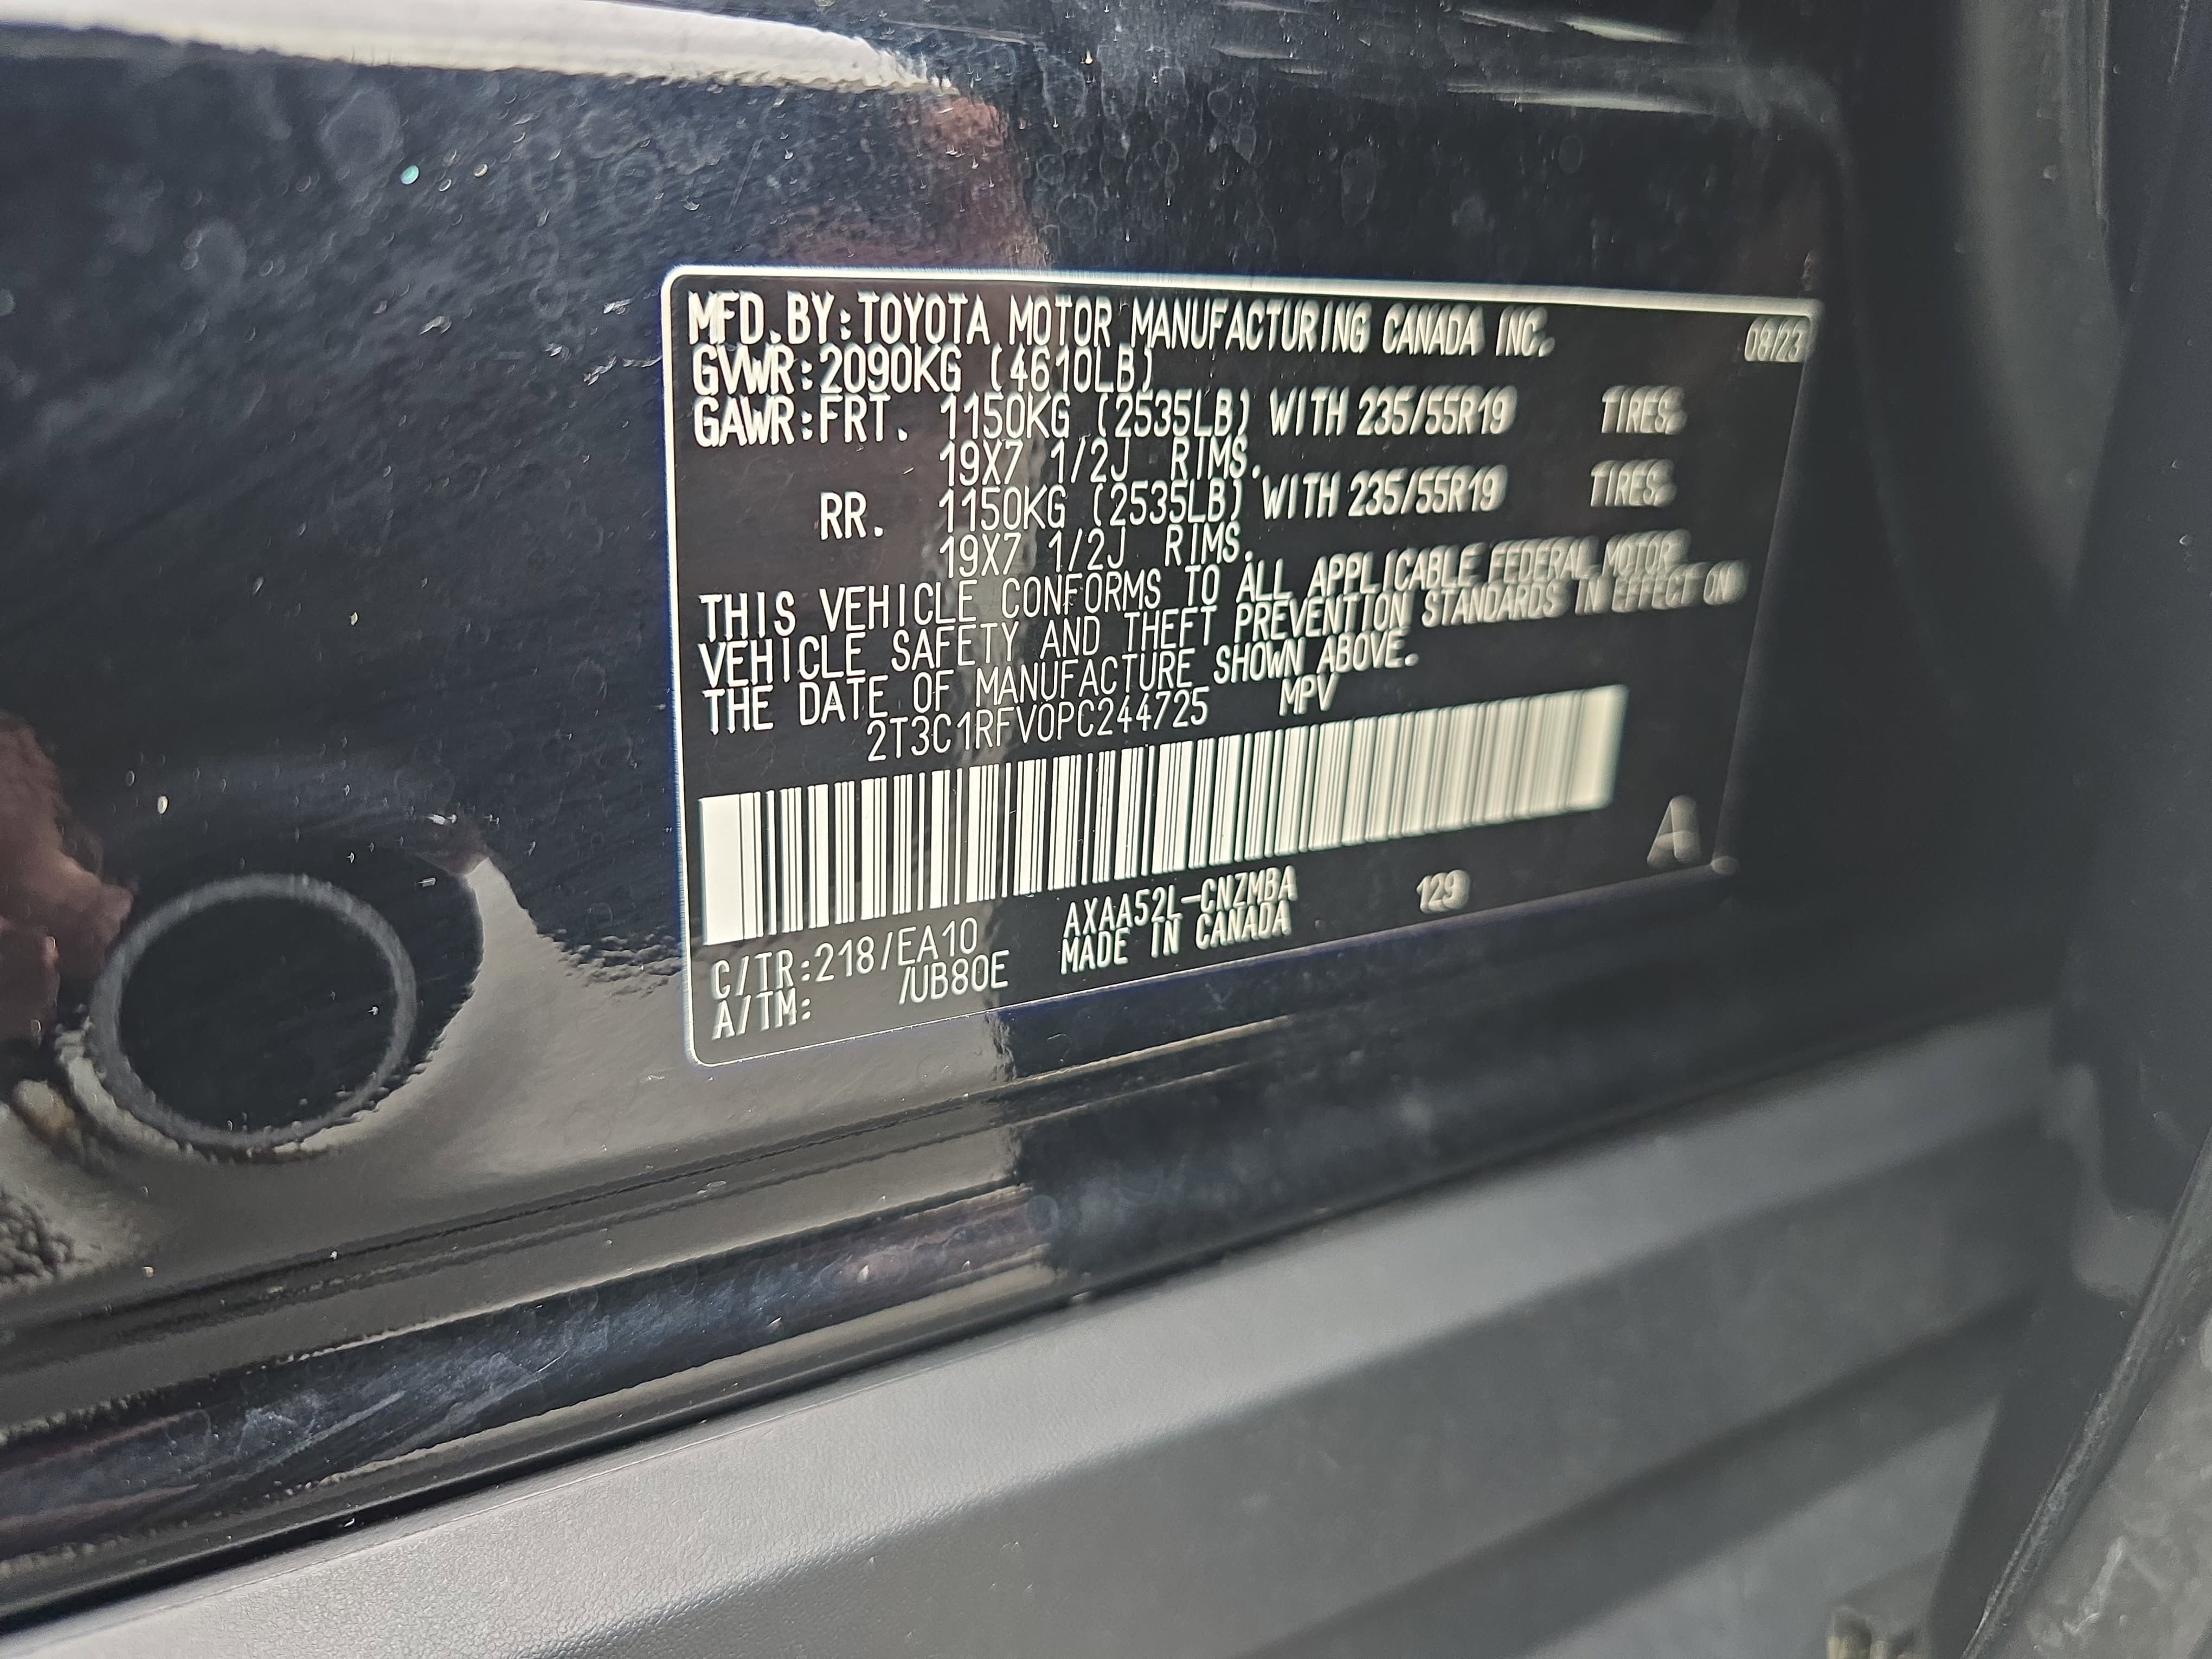 MFD.BY:TOYOTA MOTOR MANUFACTURING CANADA INC. 08/23
GVWR:2090KG (4610LB)
GAWR:FRT. 1150KG (2535LB) WITH 235/55R19 TIRES,
19X7 1/2J RIMS.
RR. 1150KG (2535LB) WITH 235/55R19 TIRES,
19X7 1/2J RIMS.
THIS VEHICLE CONFORMS TO ALL APPLICABLE FEDERAL MOTOR
VEHICLE SAFETY AND THEFT PREVENTION STANDARDS IN EFFECT ON
THE DATE OF MANUFACTURE SHOWN ABOVE.
2T3C1RFV0PC244725 MPV
A
C/TR:218/EA10 AXAA52L-CNZMBA 129
A/TM: /UB80E MADE IN CANADA